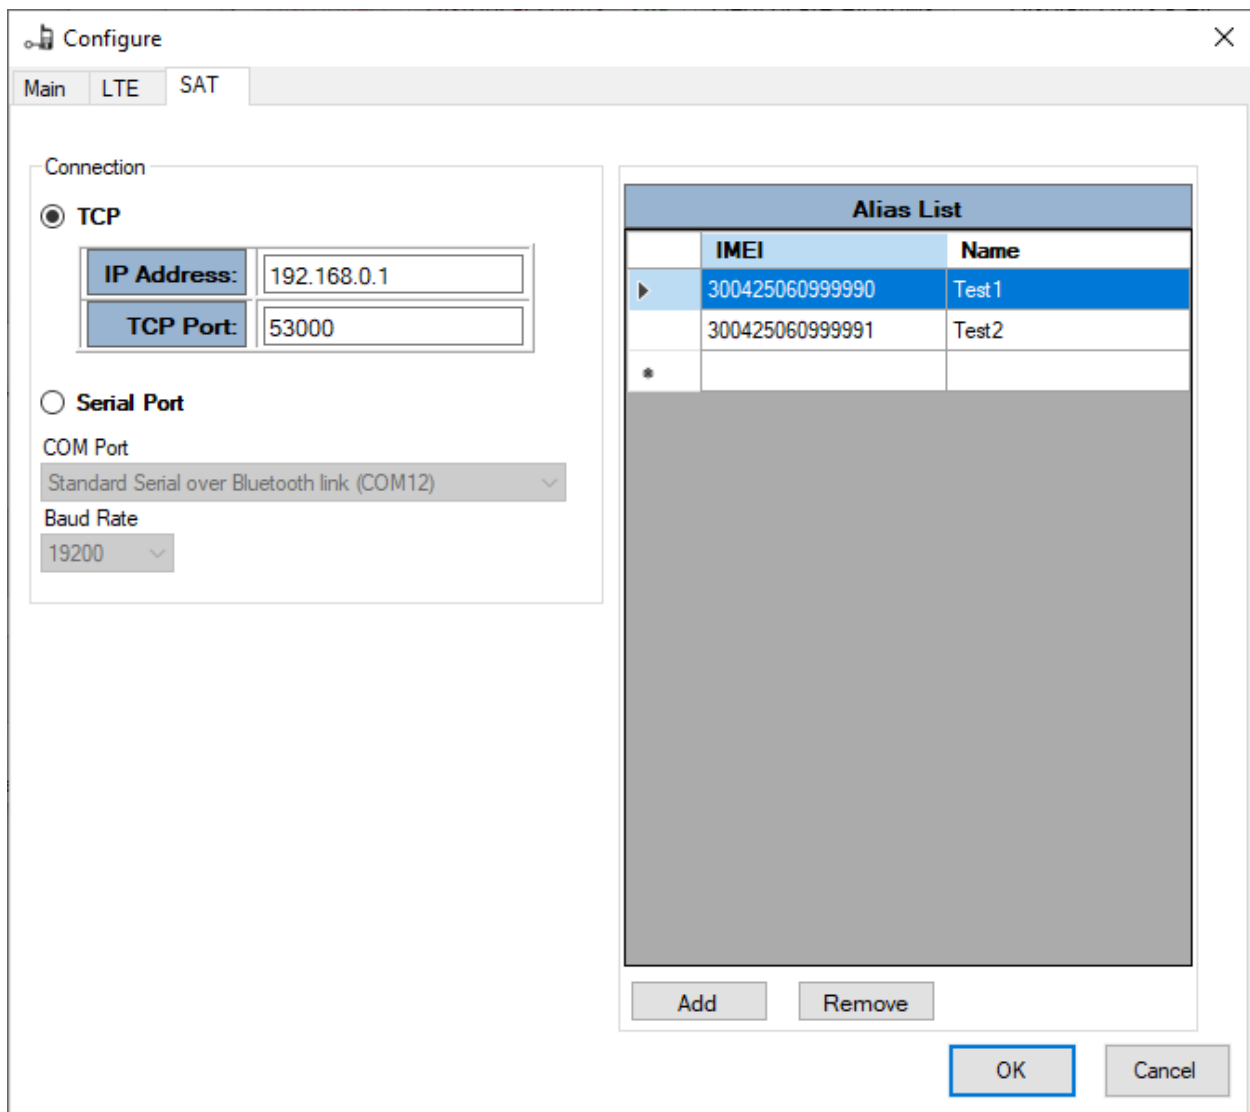 Configure
Main LTE SAT
Connection
TCP
IP Address: 192.168.0.1
TCP Port: 53000
Serial Port
COM Port
Standard Serial over Bluetooth link (COM12)
Baud Rate
19200
Alias List
IMEI Name
300425060999990 Test1
300425060999991 Test2
Add Remove
OK Cancel